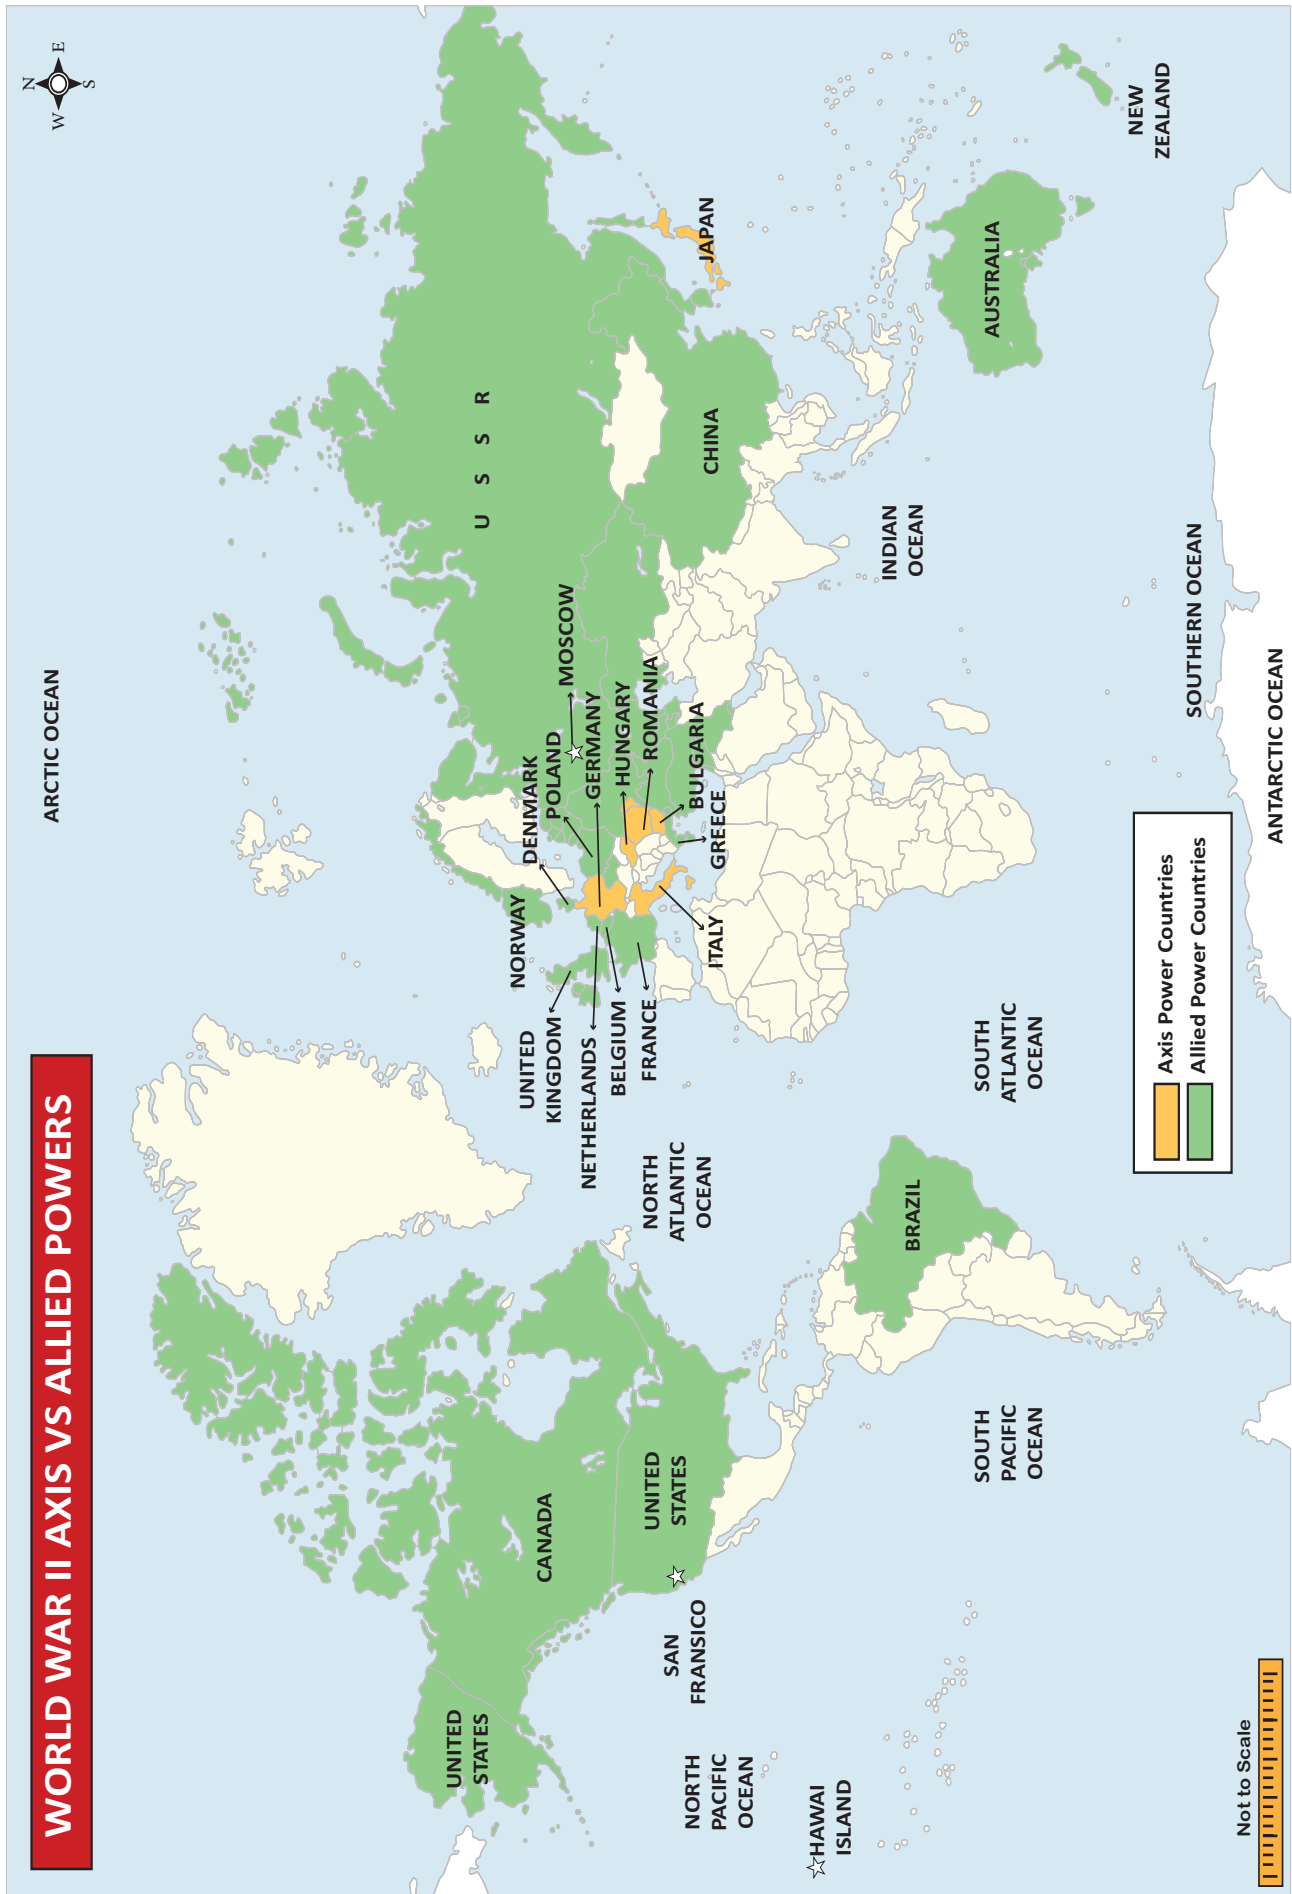 WORLD WAR II AXIS VS ALLIED POWERS
N
W
E
S
ARCTIC OCEAN
UNITED
STATES
CANADA
UNITED
STATES
SAN
FRANSICO
NORTH
PACIFIC
OCEAN
HAWAI
ISLAND
NORTH
ATLANTIC
OCEAN
BRAZIL
SOUTH
PACIFIC
OCEAN
SOUTH
ATLANTIC
OCEAN
NORWAY
UNITED
KINGDOM
NETHERLANDS
BELGIUM
FRANCE
DENMARK
POLAND
MOSCOW
GERMANY
HUNGARY
ROMANIA
BULGARIA
GREECE
ITALY
U S S R
CHINA
JAPAN
INDIAN
OCEAN
AUSTRALIA
NEW
ZEALAND
SOUTHERN OCEAN
ANTARCTIC OCEAN
Axis Power Countries
Allied Power Countries
Not to Scale